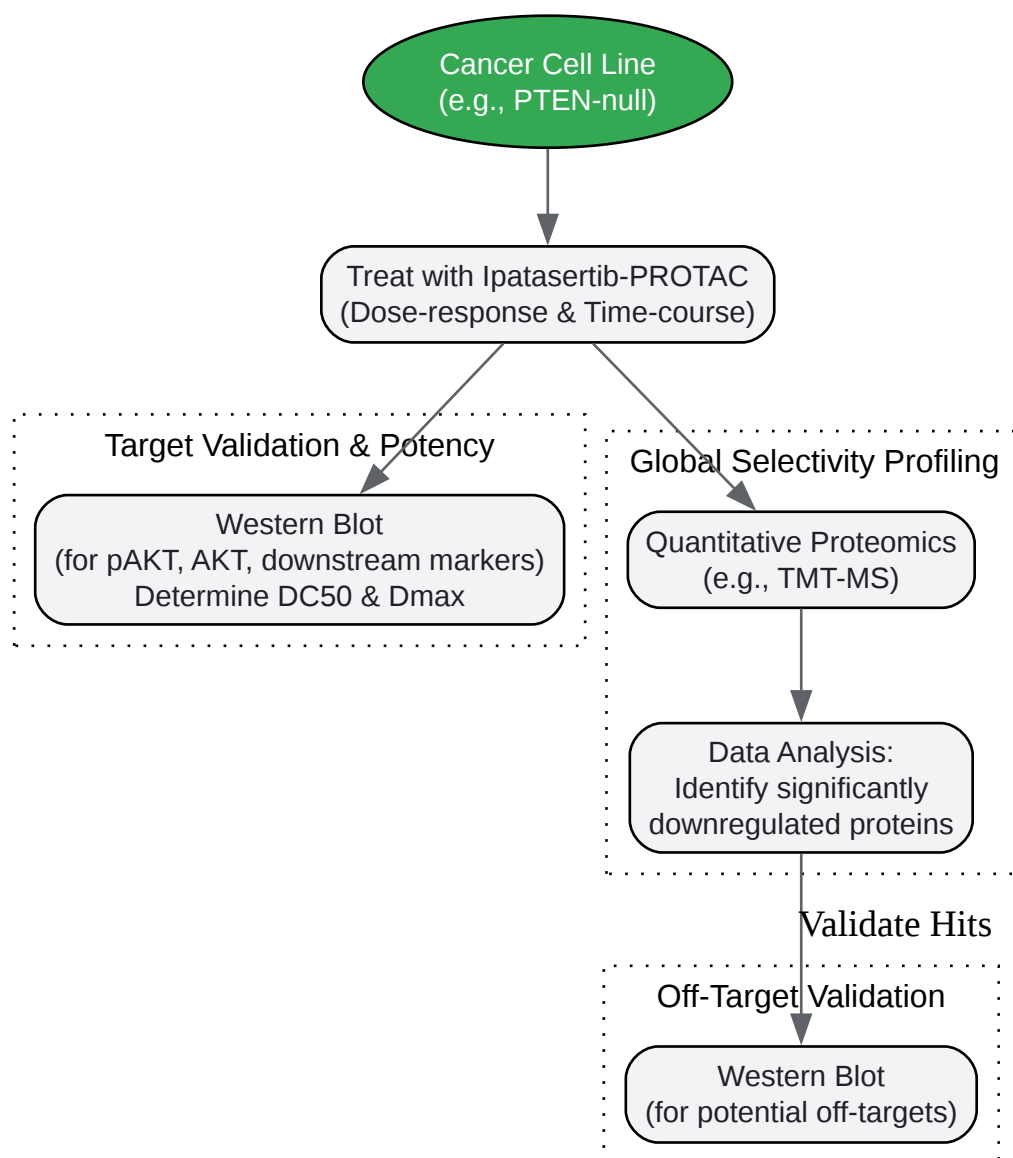 Cancer Cell Line
(e.g., PTEN-null)
Treat with Ipatasertib-PROTAC
(Dose-response & Time-course)
Target Validation & Potency
Western Blot
(for pAKT, AKT, downstream markers)
Determine DC50 & Dmax
Global Selectivity Profiling
Quantitative Proteomics
(e.g., TMT-MS)
Data Analysis:
Identify significantly
downregulated proteins
Validate Hits
Off-Target Validation
Western Blot
(for potential off-targets)